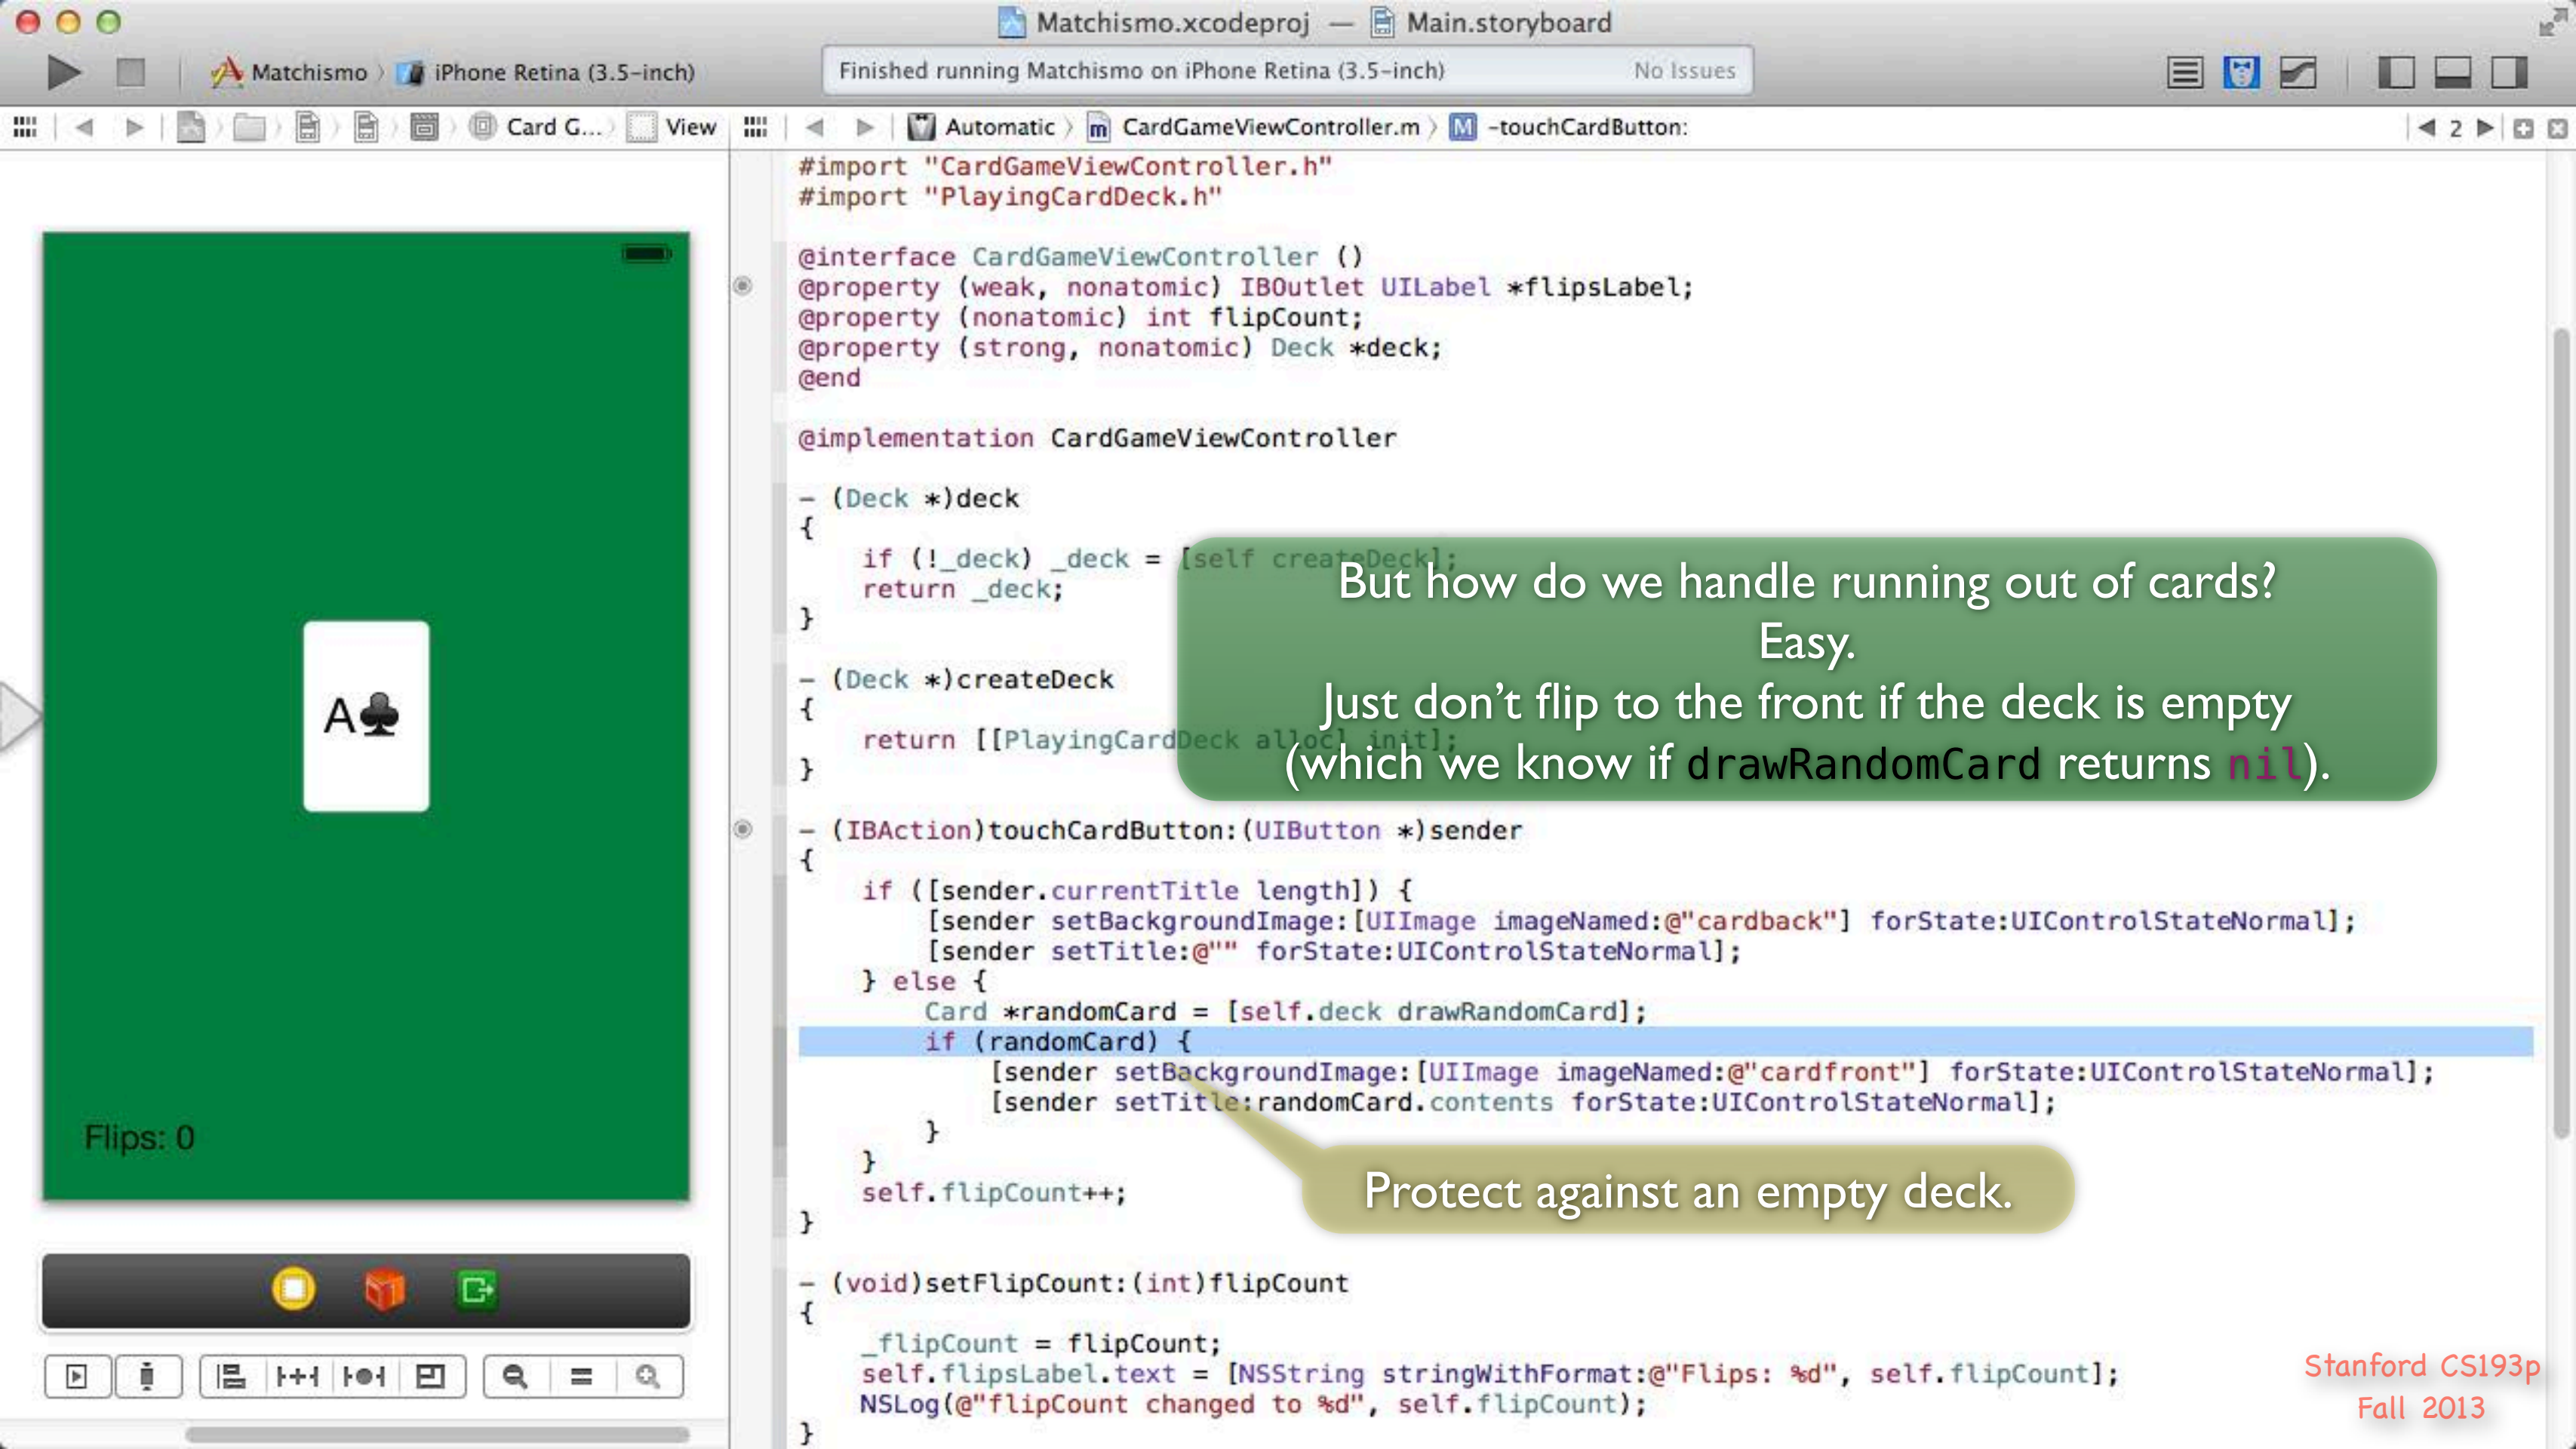 Matchismo.xcodeproj — Main.storyboard
Matchismo iPhone Retina (3.5-inch)
Finished running Matchismo on iPhone Retina (3.5-inch) No Issues
Card G... View
Automatic CardGameViewController.m M -touchCardButton: 2
#import "CardGameViewController.h"
#import "PlayingCardDeck.h"
@interface CardGameViewController ()
@property (weak, nonatomic) IBOutlet UILabel *flipsLabel;
@property (nonatomic) int flipCount;
@property (strong, nonatomic) Deck *deck;
@end
@implementation CardGameViewController
- (Deck *)deck
{
if (!_deck) _deck = [self createDeck];
return _deck;
}
- (Deck *)createDeck
{
return [[PlayingCardDeck alloc] init];
}
But how do we handle running out of cards?
Easy.
Just don't flip to the front if the deck is empty
(which we know if drawRandomCard returns nil).
- (IBAction)touchCardButton:(UIButton *)sender
{
if ([sender.currentTitle length]) {
[sender setBackgroundImage:[UIImage imageNamed:@"cardback"] forState:UIControlStateNormal];
[sender setTitle:@"" forState:UIControlStateNormal];
} else {
Card *randomCard = [self.deck drawRandomCard];
if (randomCard) {
[sender setBackgroundImage:[UIImage imageNamed:@"cardfront"] forState:UIControlStateNormal];
[sender setTitle:randomCard.contents forState:UIControlStateNormal];
}
}
self.flipCount++;
}
Protect against an empty deck.
- (void)setFlipCount:(int)flipCount
{
_flipCount = flipCount;
self.flipsLabel.text = [NSString stringWithFormat:@"Flips: %d", self.flipCount];
NSLog(@"flipCount changed to %d", self.flipCount);
}
A♣
Flips: 0
Stanford CS193p
Fall 2013